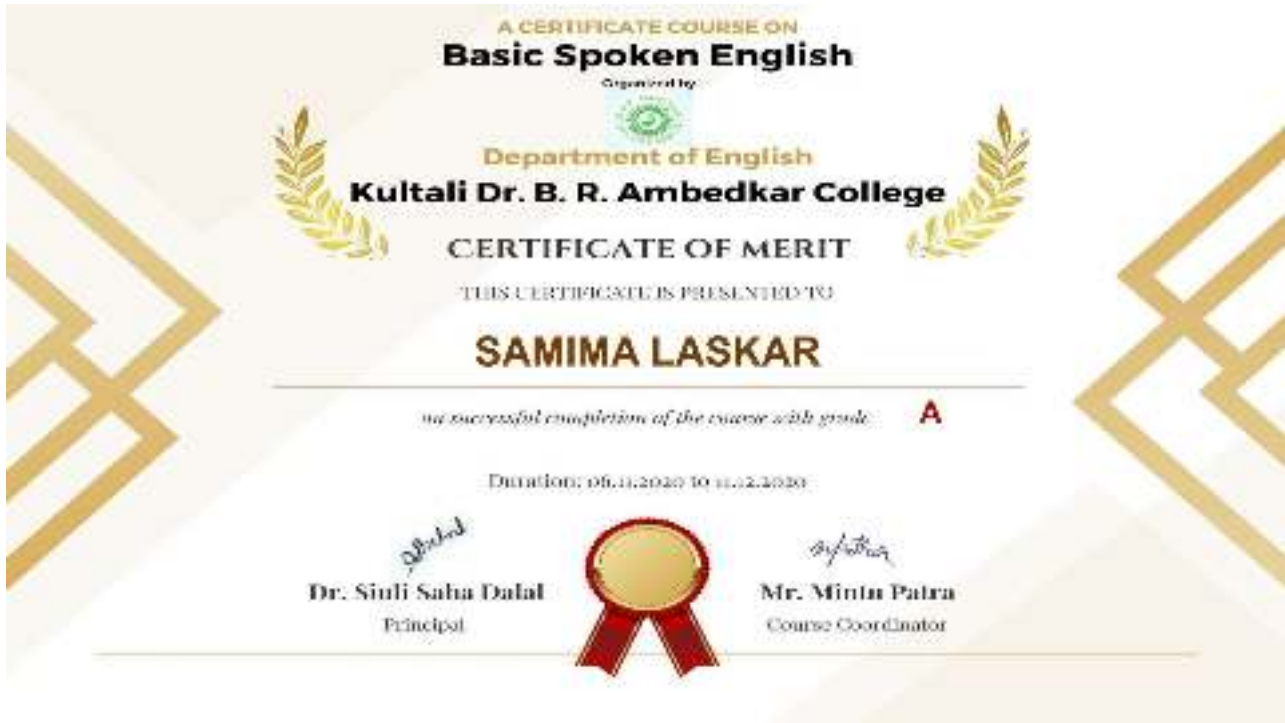 A CERTIFICATE COURSE ON
Basic Spoken English
Organized by
Department of English
Kultali Dr. B. R. Ambedkar College
CERTIFICATE OF MERIT
THIS CERTIFICATE IS PRESENTED TO
SAMIMA LASKAR
on successful completion of the course with grade A
Duration: 06.11.2020 to 11.12.2020
Dr. Siuli Saha Dalal
Mr. Mintu Patra
Principal
Course Coordinator